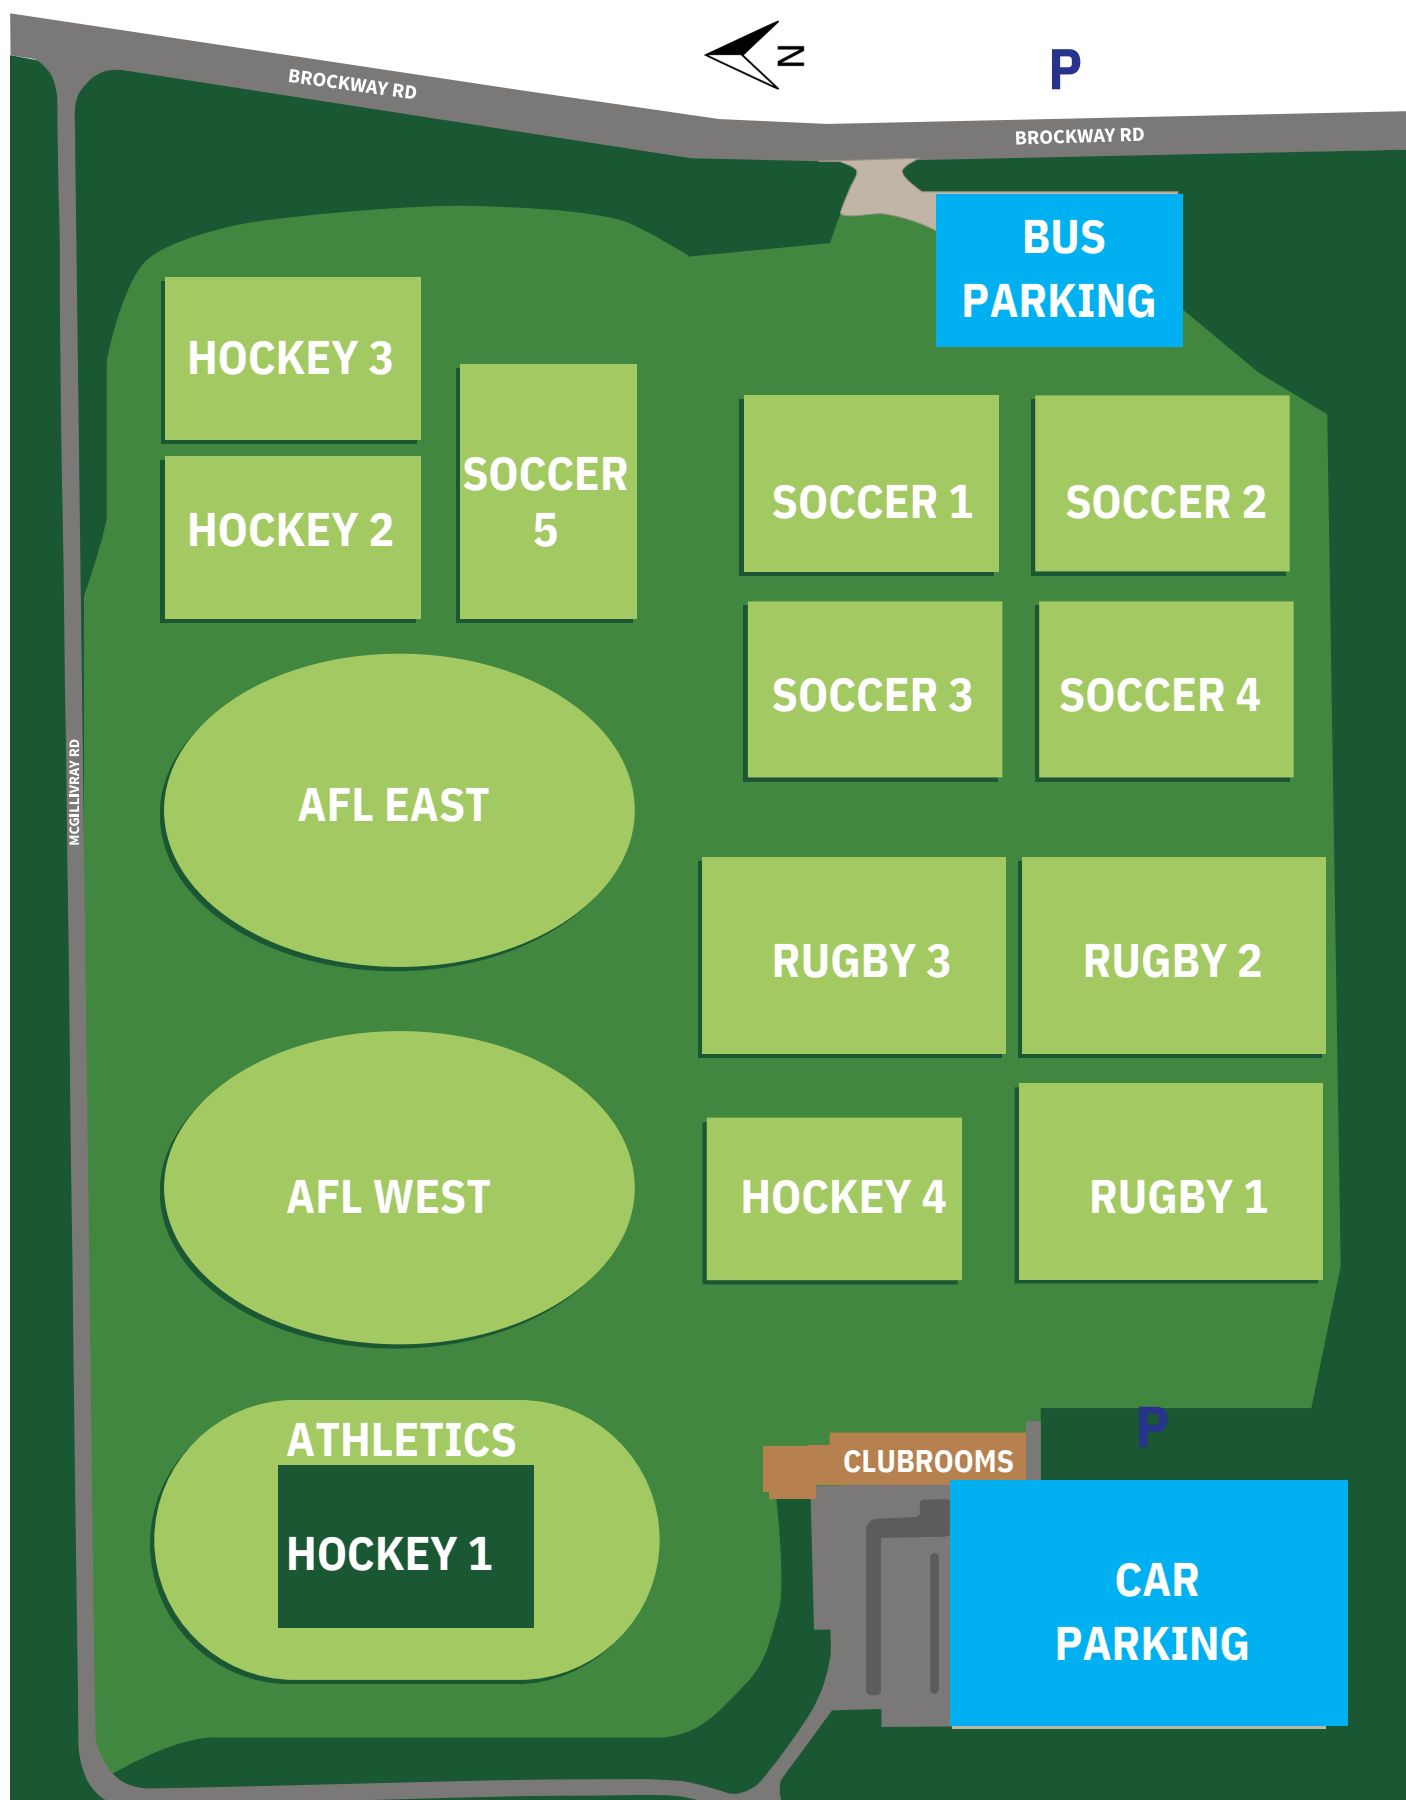 N
P
BROCKWAY RD
BROCKWAY RD
BUS
PARKING
HOCKEY 3
SOCCER
5
HOCKEY 2
SOCCER 1
SOCCER 2
SOCCER 3
SOCCER 4
MCGILLIVRAY RD
AFL EAST
RUGBY 3
RUGBY 2
AFL WEST
HOCKEY 4
RUGBY 1
ATHLETICS
HOCKEY 1
P
CLUBROOMS
CAR
PARKING